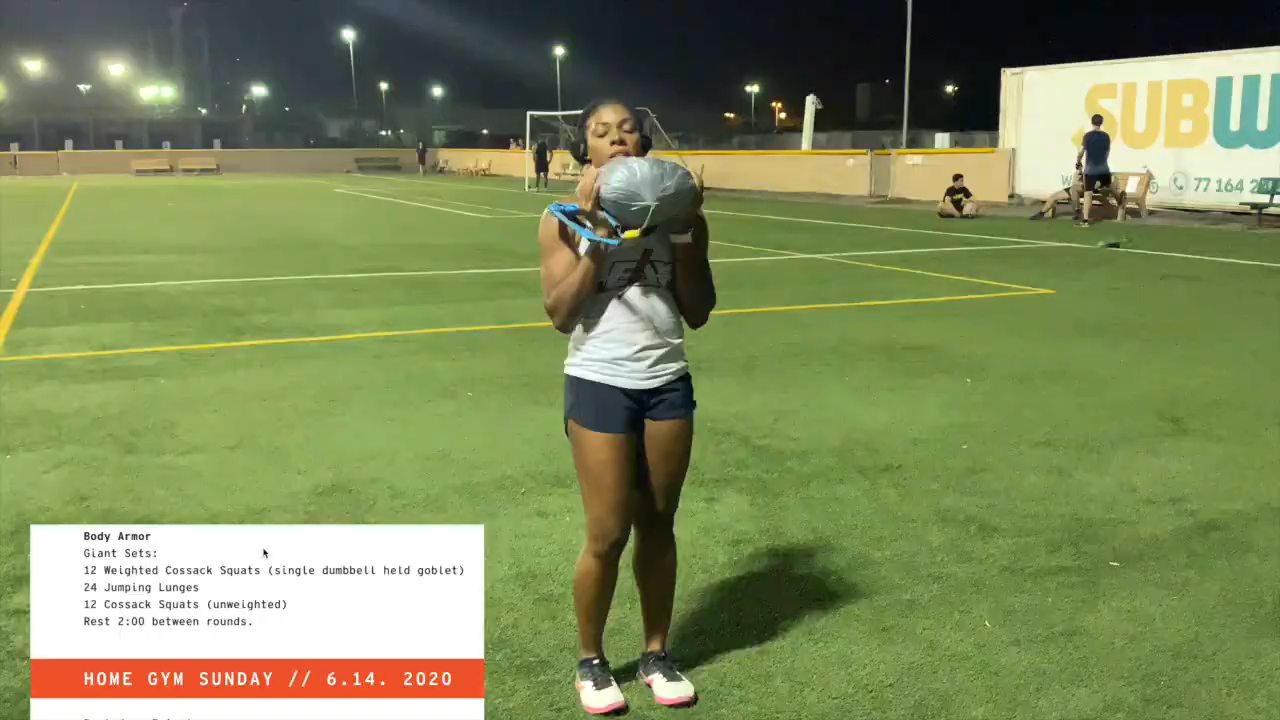 SUBW
77 164 2
Body Armor
Giant Sets:
12 Weighted Cossack Squats (single dumbbell held goblet)
24 Jumping Lunges
12 Cossack Squats (unweighted)
Rest 2:00 between rounds.
HOME GYM SUNDAY // 6.14. 2020